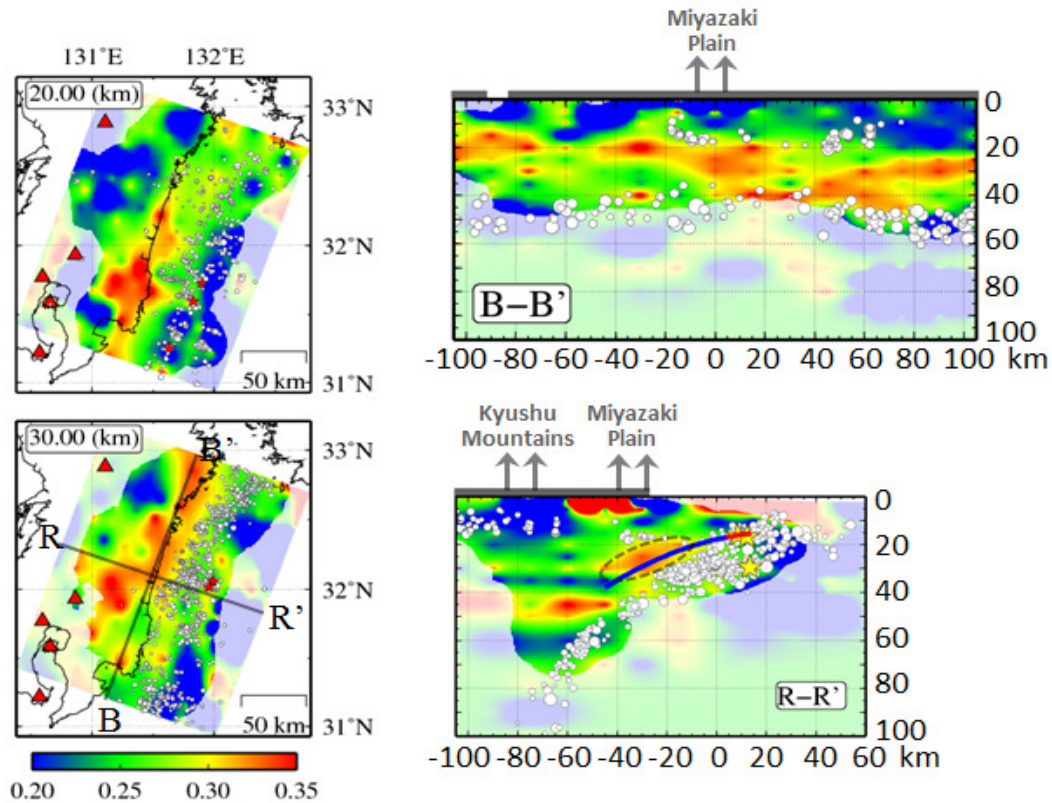 131°E 132°E
20.00 (km)
33°N
32°N
31°N
50 km
30.00 (km)
33°N
32°N
31°N
B'
R
R'
B
50 km
0.20 0.25 0.30 0.35
Miyazaki
Plain
0
20
40
60
80
100
B–B'
-100 -80 -60 -40 -20 0 20 40 60 80 100 km
Kyushu
Mountains
Miyazaki
Plain
0
20
40
60
80
100
R–R'
-100 -80 -60 -40 -20 0 20 40 60 km